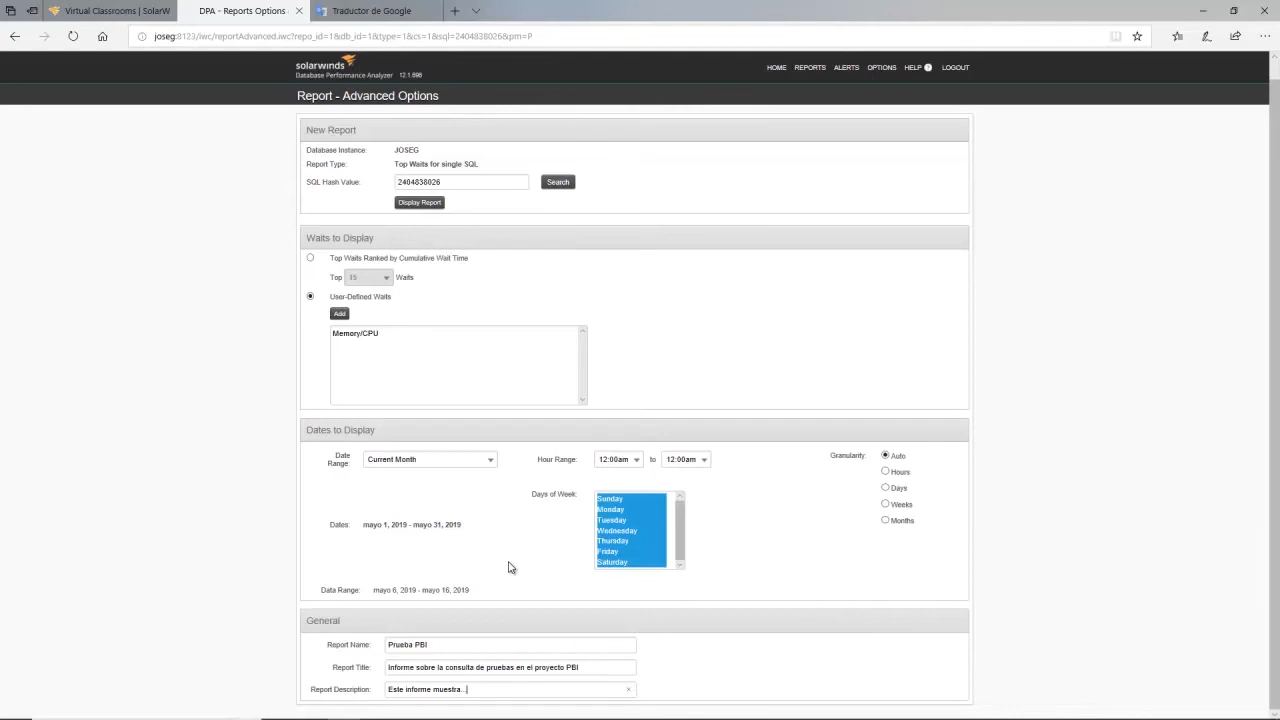 Virtual Classrooms | SolarW
DPA - Reports Options
Traductor de Google
joseg:8123/iwc/reportAdvanced.iwc?repo_id=1&db_id=1&type=1&cs=1&sql=2404838026&pm=P
solarwinds
Database Performance Analyzer 12.1.698
HOME REPORTS ALERTS OPTIONS HELP ? LOGOUT
Report - Advanced Options
New Report
Database Instance: JOSEG
Report Type: Top Waits for single SQL
SQL Hash Value: 2404838026 Search
Display Report
Waits to Display
Top Waits Ranked by Cumulative Wait Time
Top 15 Waits
User-Defined Waits
Add
Memory/CPU
Dates to Display
Date Range: Current Month
Hour Range: 12:00am to 12:00am
Granularity: Auto
Hours
Days
Weeks
Months
Days of Week: Sunday
Monday
Tuesday
Wednesday
Thursday
Friday
Saturday
Dates: mayo 1, 2019 - mayo 31, 2019
Data Range: mayo 6, 2019 - mayo 16, 2019
General
Report Name: Prueba PBI
Report Title: Informe sobre la consulta de pruebas en el proyecto PBI
Report Description: Este informe muestra...